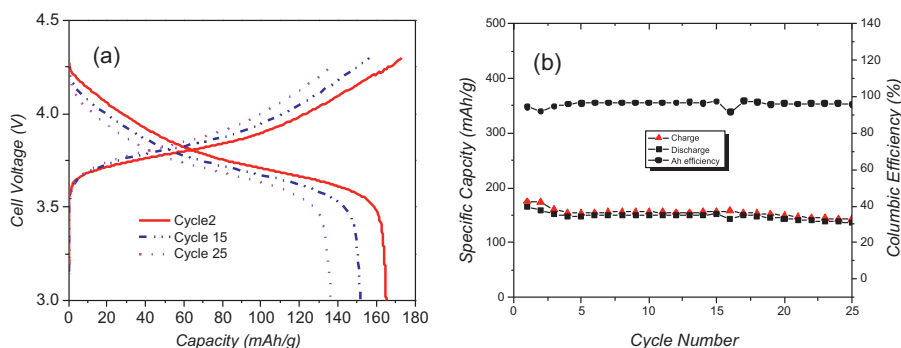 (a)
4.5
4.0
3.5
3.0
Cell Voltage (V)
Cycle2
Cycle 15
Cycle 25
0 20 40 60 80 100 120 140 160 180
Capacity (mAh/g)
(b)
500
400
300
200
150
100
0
Specific Capacity (mAh/g)
Charge
Discharge
Ah efficiency
140
120
100
80
60
40
20
0
Columbic Efficiency (%)
0 5 10 15 20 25
Cycle Number